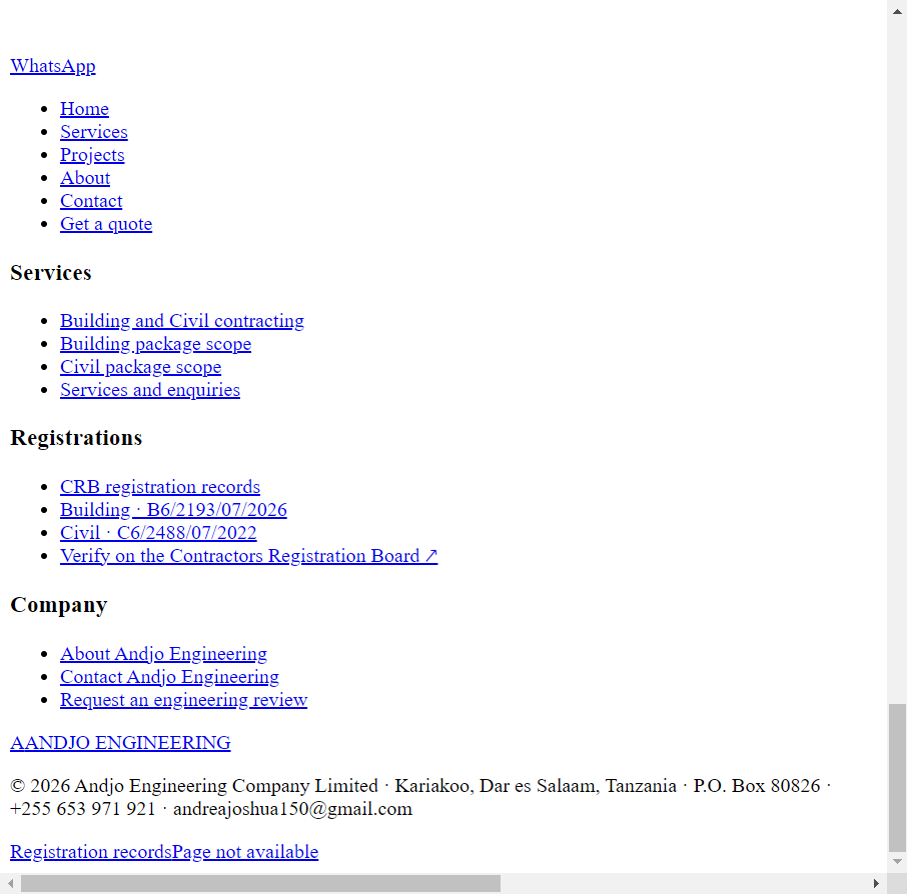 WhatsApp
Home
Services
Projects
About
Contact
Get a quote
Services
Building and Civil contracting
Building package scope
Civil package scope
Services and enquiries
Registrations
CRB registration records
Building · B6/2193/07/2026
Civil · C6/2488/07/2022
Verify on the Contractors Registration Board ↗
Company
About Andjo Engineering
Contact Andjo Engineering
Request an engineering review
AANDJO ENGINEERING
© 2026 Andjo Engineering Company Limited · Kariakoo, Dar es Salaam, Tanzania · P.O. Box 80826 ·
+255 653 971 921 · andreajoshua150@gmail.com
Registration recordsPage not available